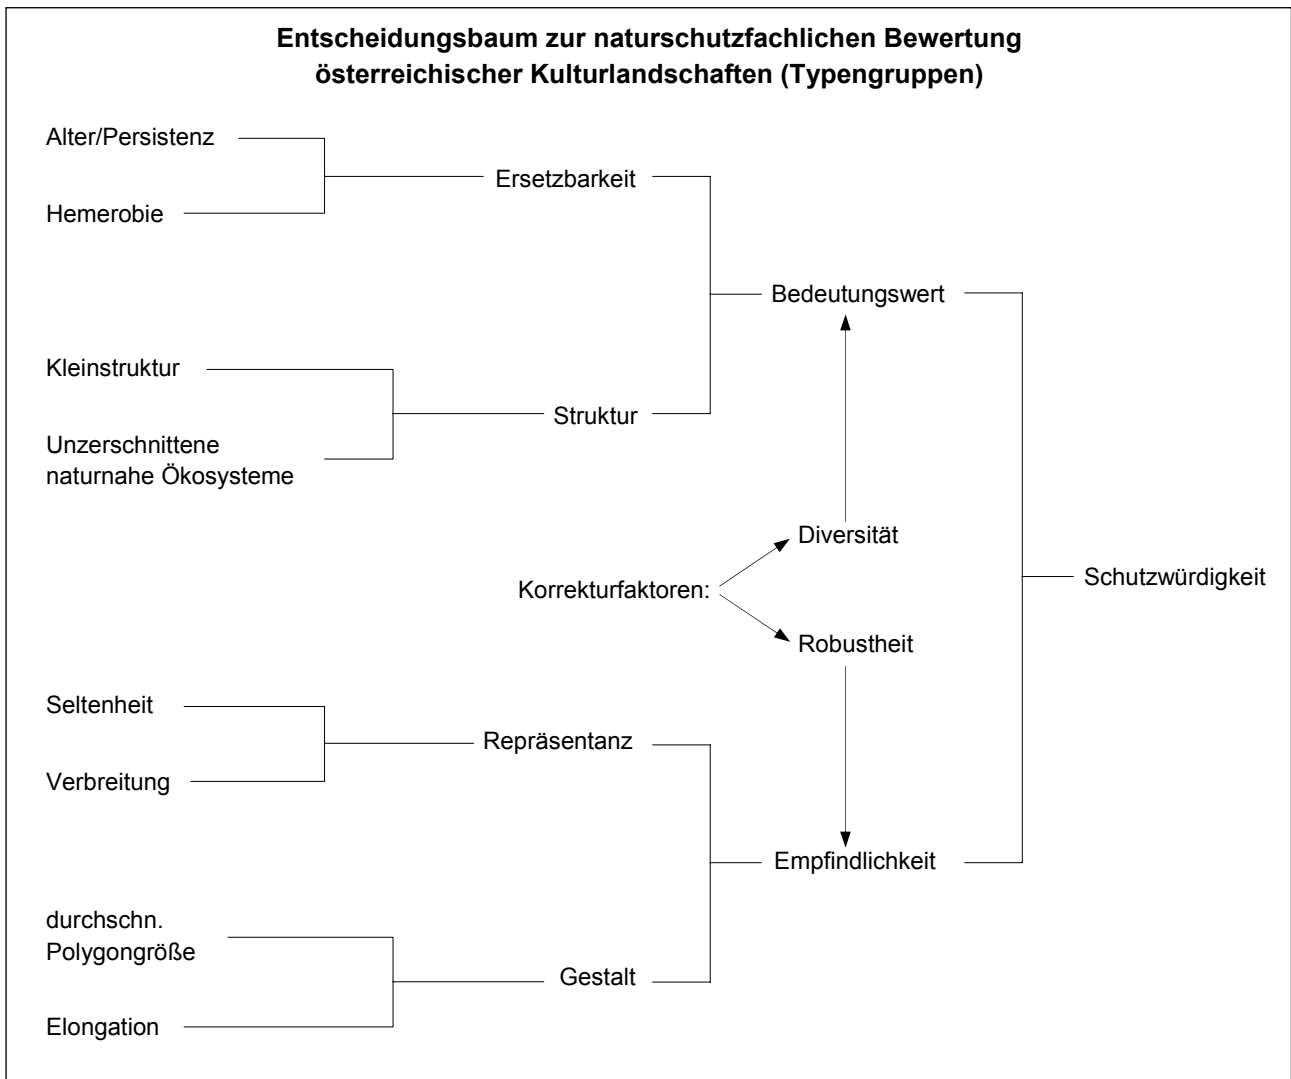 Entscheidungsbaum zur naturschutzfachlichen Bewertung
österreichischer Kulturlandschaften (Typengruppen)
Alter/Persistenz
Ersetzbarkeit
Hemerobie
Bedeutungswert
Kleinstruktur
Struktur
Unzerschnittene
naturnahe Ökosysteme
Diversität
Korrekturfaktoren:
Schutzwürdigkeit
Robustheit
Seltenheit
Repräsentanz
Verbreitung
Empfindlichkeit
durchschn.
Polygongröße
Gestalt
Elongation